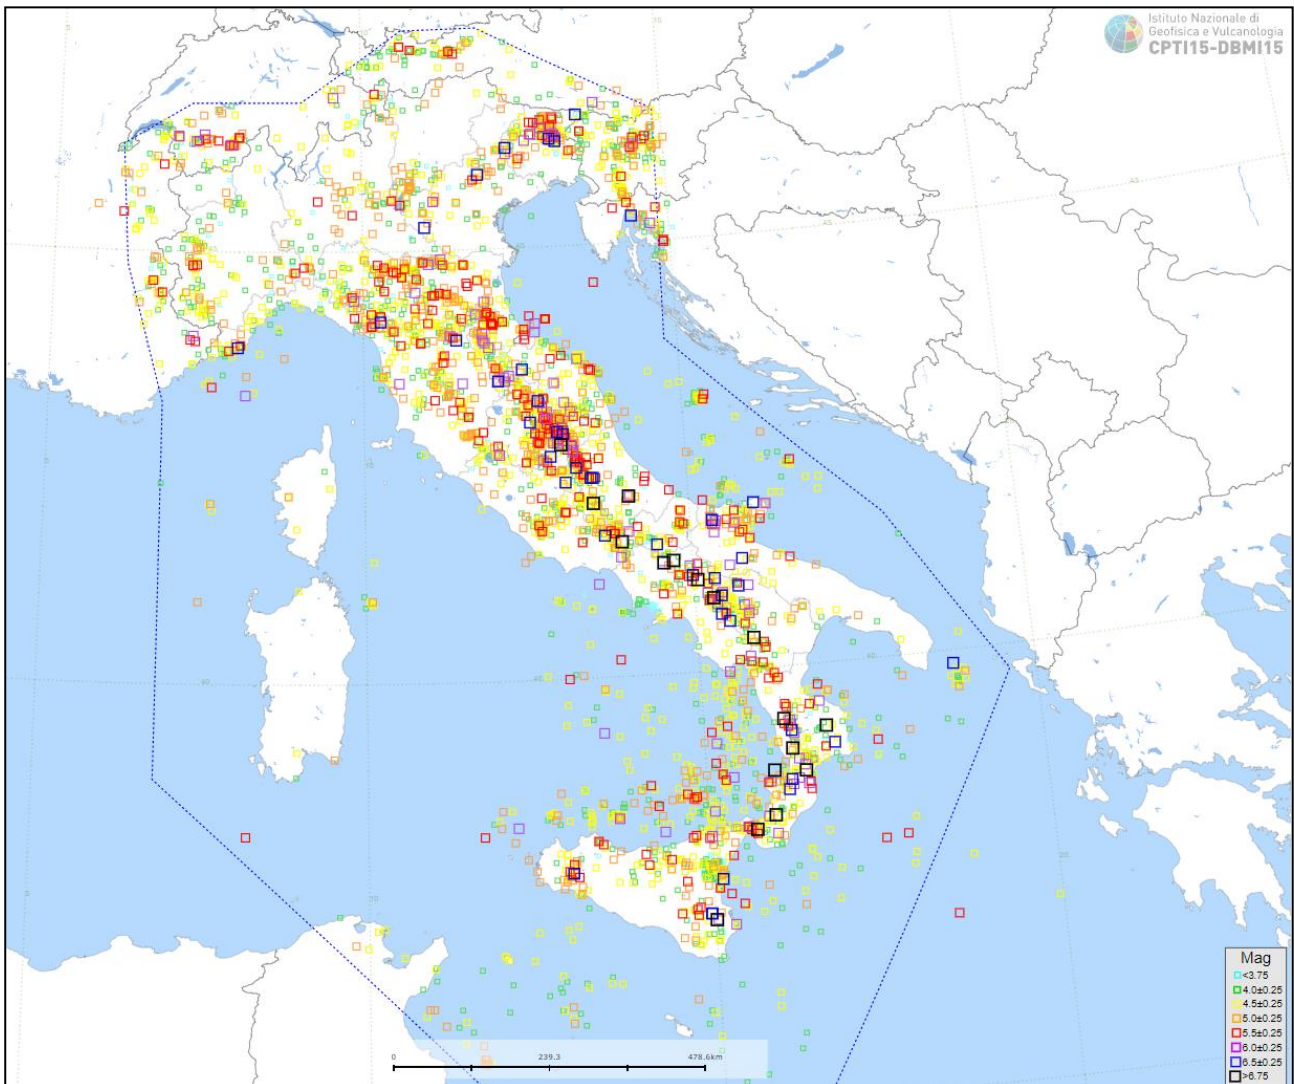 Istituto Nazionale di
Geofisica e Vulcanologia
CPTI15-DBMI15
Mag
<3.75
4.0±0.25
4.5±0.25
5.0±0.25
5.5±0.25
6.0±0.25
6.5±0.25
>6.75
0 239.3 478.6km